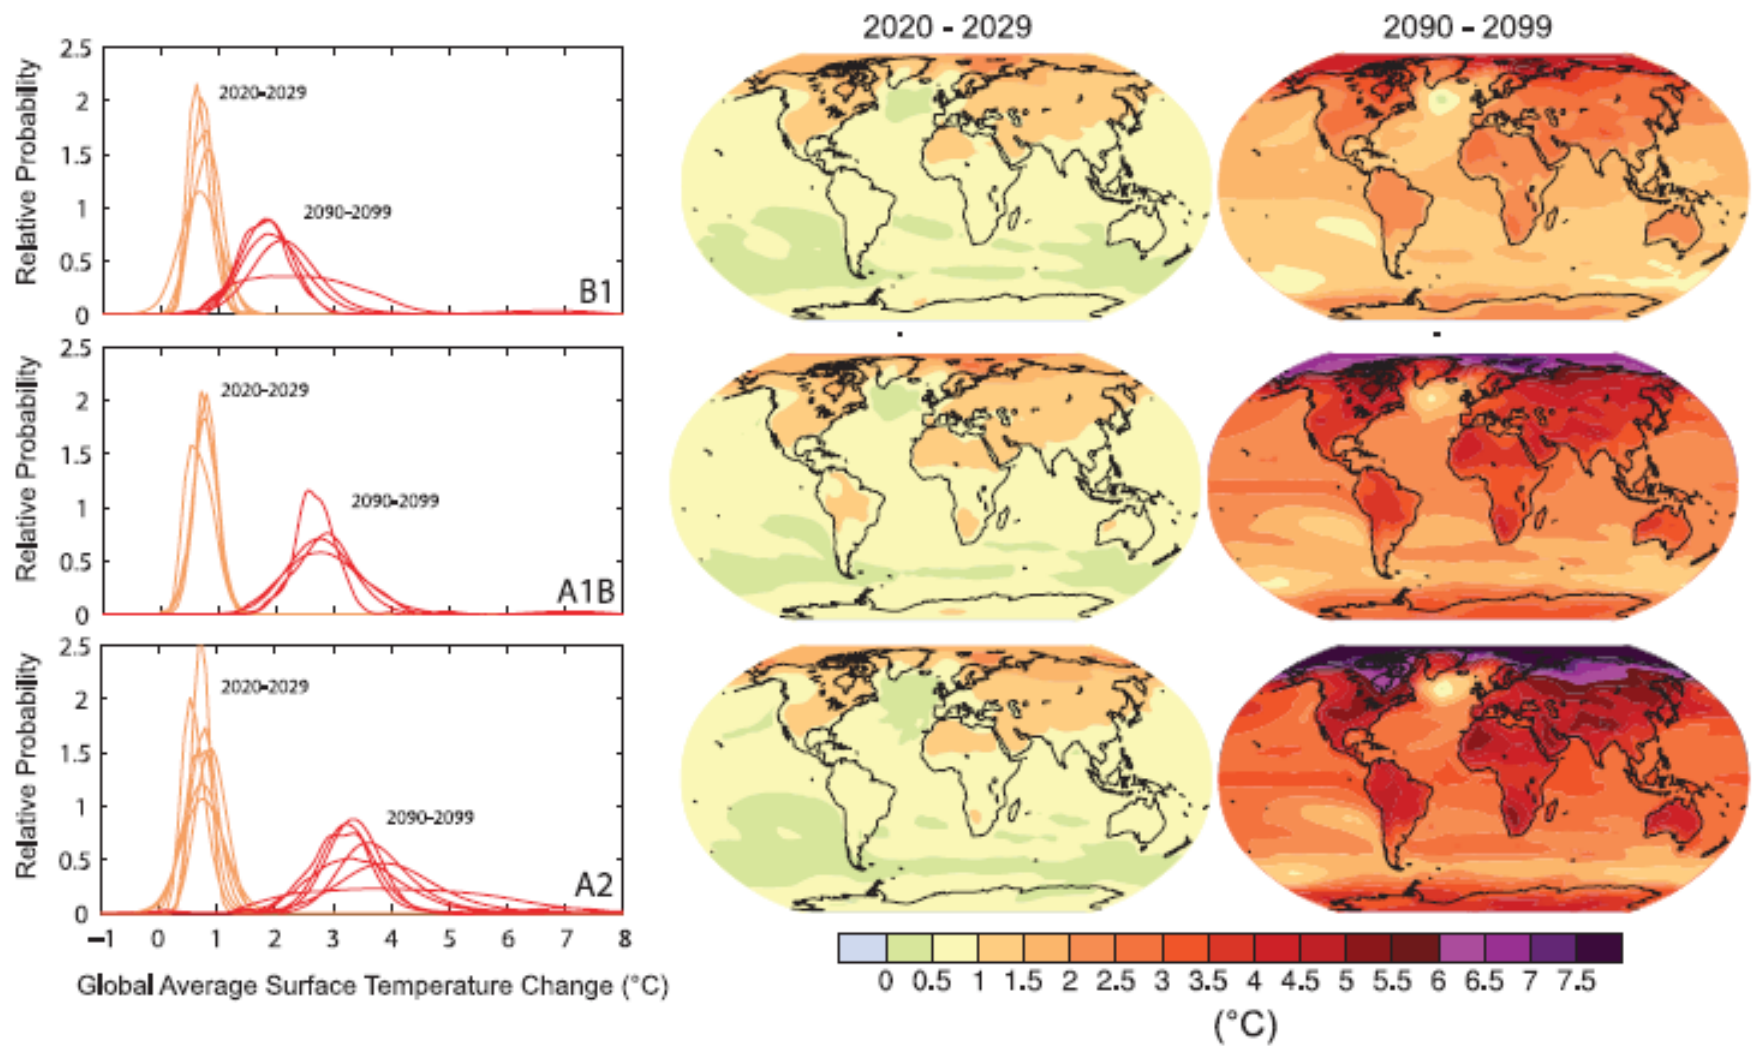 2020 - 2029
2090 - 2099
Relative Probability
2.5
2
1.5
1
0.5
0
2020-2029
2090-2099
B1
Relative Probability
2.5
2
1.5
1
0.5
0
2020-2029
2090-2099
A1B
Relative Probability
2.5
2
1.5
1
0.5
0
2020-2029
2090-2099
A2
−1 0 1 2 3 4 5 6 7 8
Global Average Surface Temperature Change (°C)
0 0.5 1 1.5 2 2.5 3 3.5 4 4.5 5 5.5 6 6.5 7 7.5
(°C)